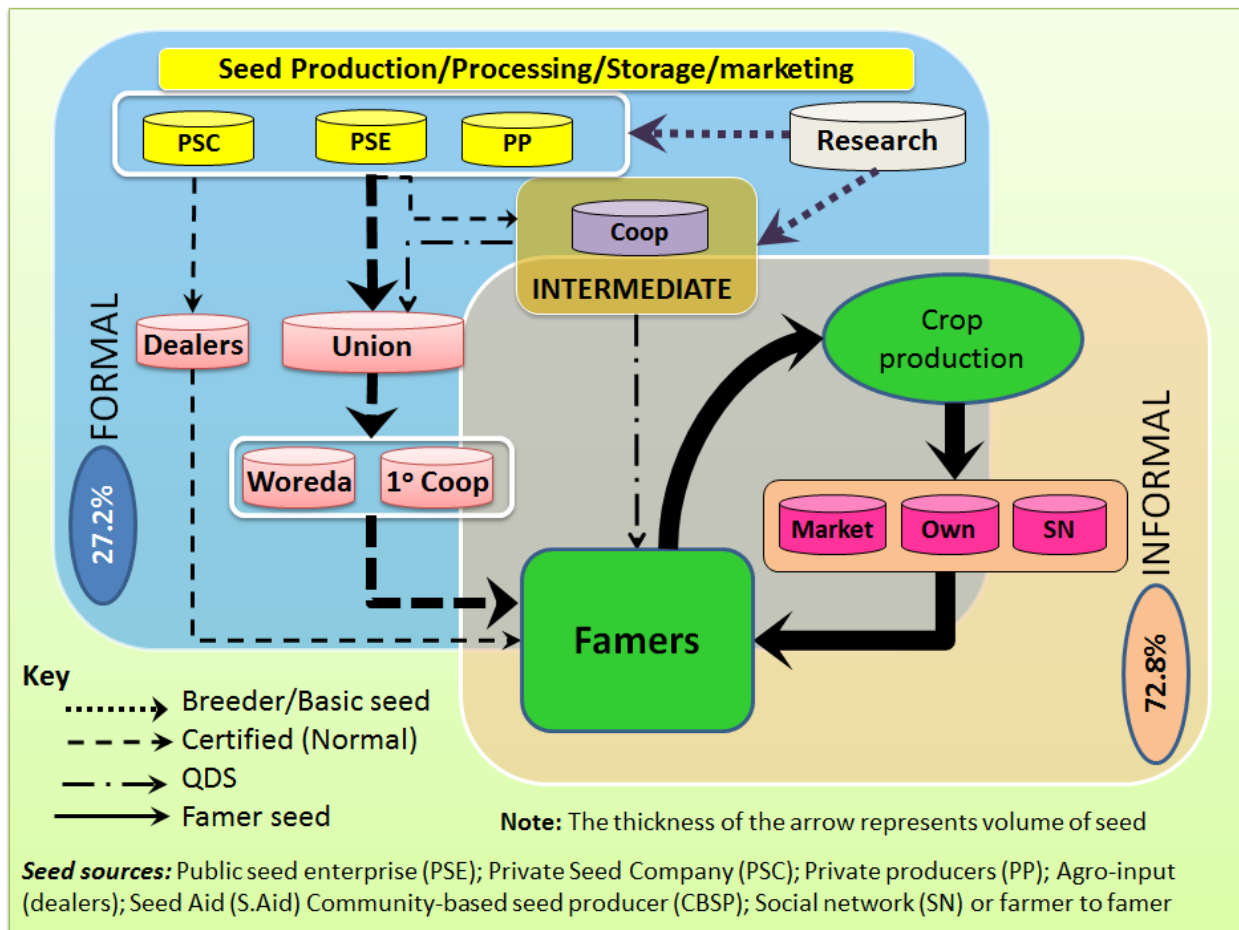 Seed Production/Processing/Storage/marketing
PSC
PSE
PP
Research
Coop
INTERMEDIATE
FORMAL
27.2%
Dealers
Union
Woreda
1º Coop
Crop
production
Market
Own
SN
INFORMAL
72.8%
Famers
Key
Breeder/Basic seed
Certified (Normal)
QDS
Famer seed
Note: The thickness of the arrow represents volume of seed
Seed sources: Public seed enterprise (PSE); Private Seed Company (PSC); Private producers (PP); Agro-input
(dealers); Seed Aid (S.Aid) Community-based seed producer (CBSP); Social network (SN) or farmer to famer